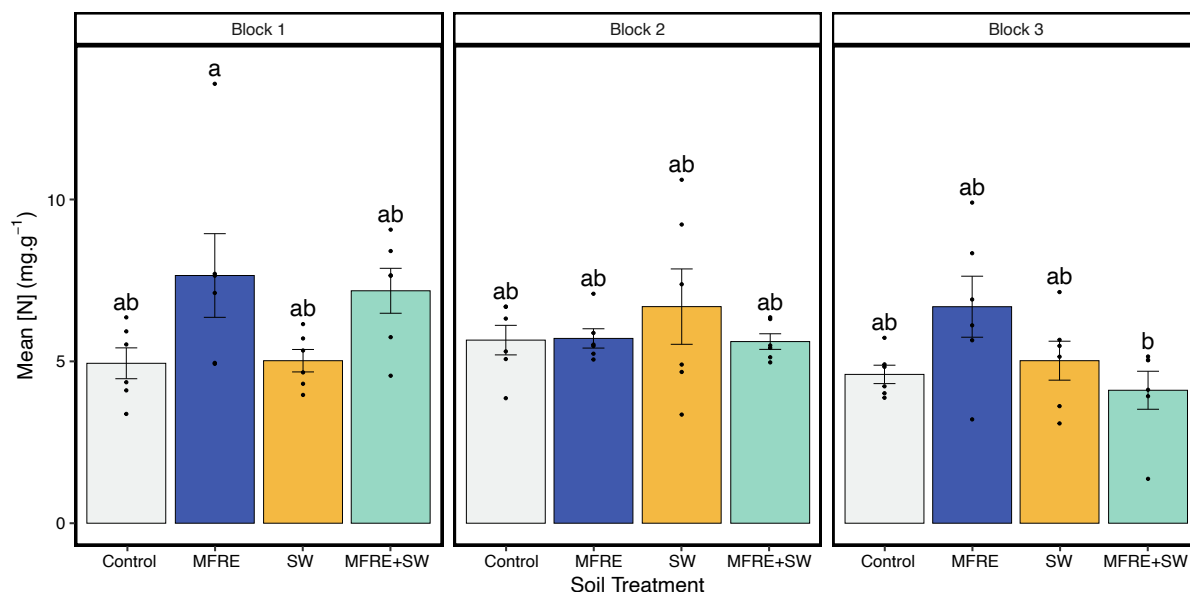 Block 1 Block 2 Block 3
a
ab ab ab
ab ab ab ab
ab
ab ab b
10
5
0
Mean [N] (mg.g⁻¹)
Control MFRE SW MFRE+SW Control MFRE SW MFRE+SW Control MFRE SW MFRE+SW
Soil Treatment